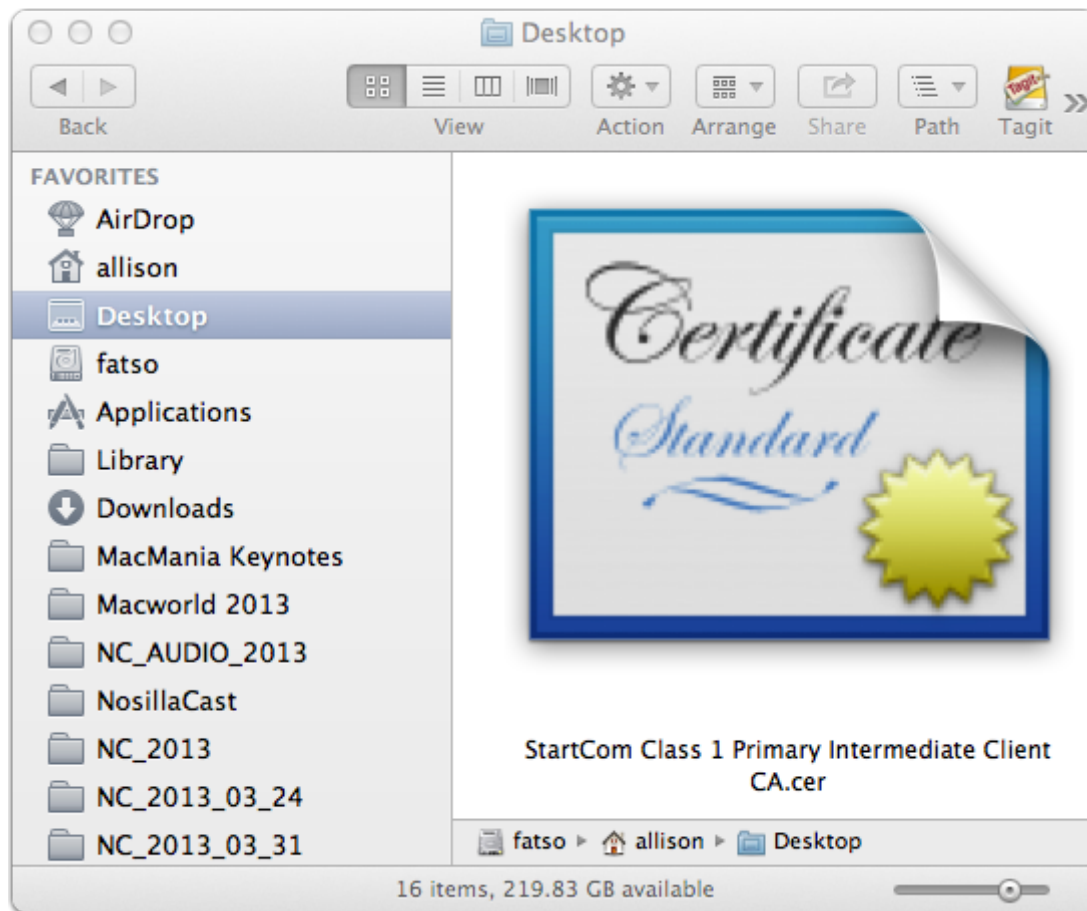 Desktop
Back
View
Action
Arrange
Share
Path
Tagit
Tagit
FAVORITES
AirDrop
allison
Desktop
fatso
Applications
Library
Downloads
MacMania Keynotes
Macworld 2013
NC_AUDIO_2013
NosillaCast
NC_2013
NC_2013_03_24
NC_2013_03_31
Certificate
Standard
StartCom Class 1 Primary Intermediate Client
CA.cer
fatso ▸ allison ▸ Desktop
16 items, 219.83 GB available